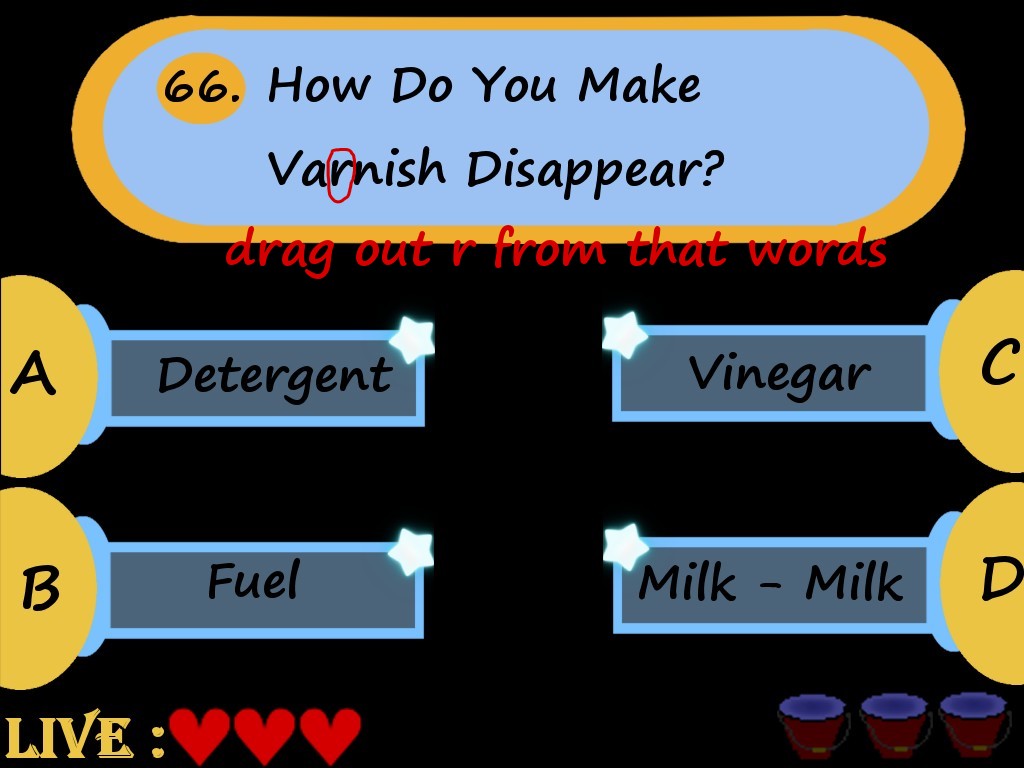 66. How Do You Make
Varnish Disappear?
drag out r from that words
A Detergent
Vinegar C
B Fuel
Milk - Milk D
LIVE :